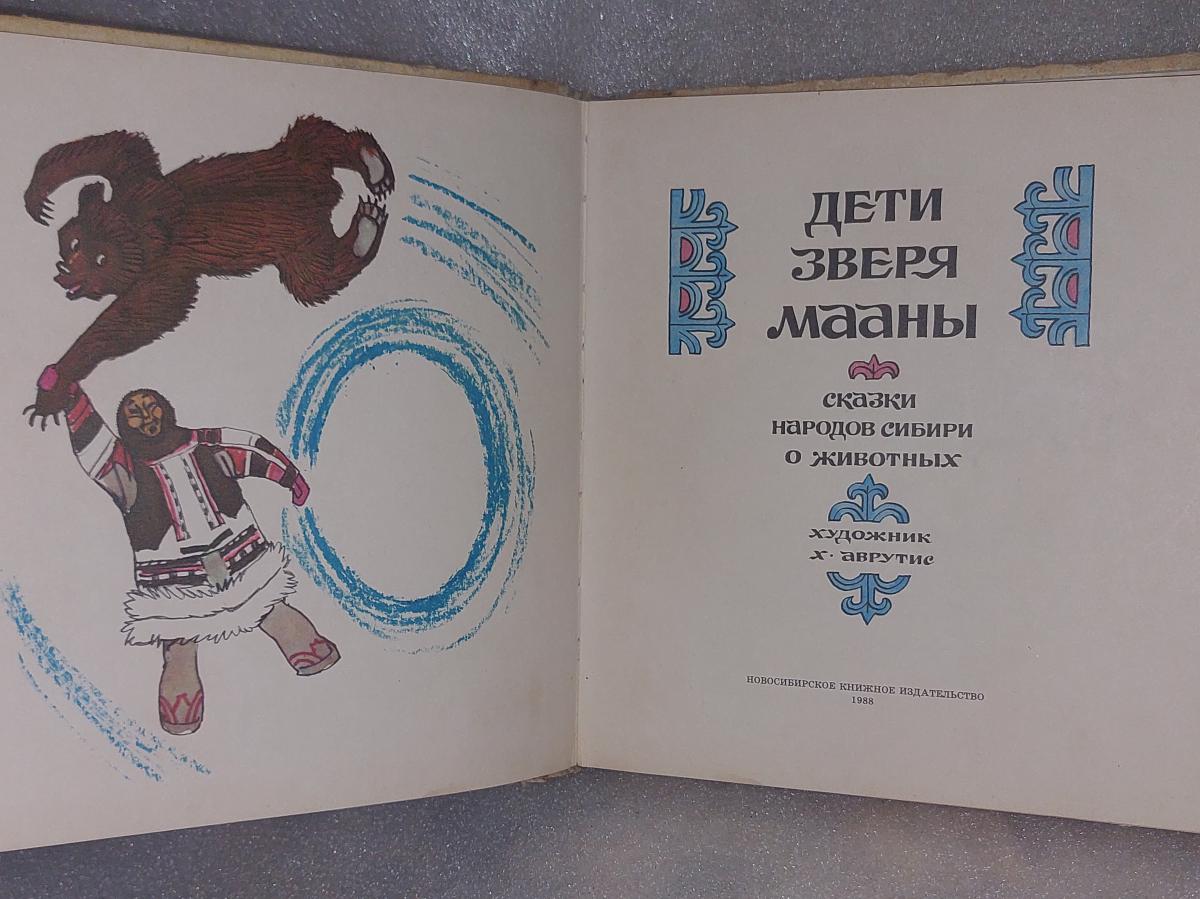 ДЕТИ
ЗВЕРЯ
МААНЫ
СКАЗКИ
НАРОДОВ СИБИРИ
О ЖИВОТНЫХ
ХУДОЖНИК
Х. АВРУТИС
НОВОСИБИРСКОЕ КНИЖНОЕ ИЗДАТЕЛЬСТВО
1988